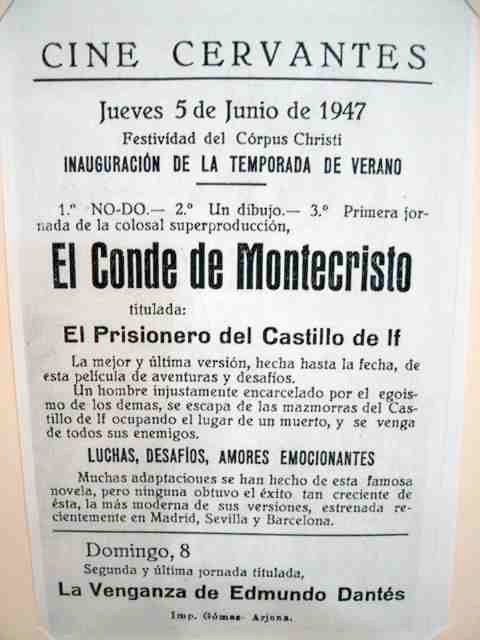 CINE CERVANTES
Jueves 5 de Junio de 1947
Festividad del Córpus Christi
INAUGURACIÓN DE LA TEMPORADA DE VERANO
1.º NO-DO.— 2.º Un dibujo.— 3.º Primera jor-
nada de la colosal superproducción,
El Conde de Montecristo
titulada:
El Prisionero del Castillo de If
La mejor y última versión, hecha hasta la fecha, de
esta película de aventuras y desafíos.
Un hombre injustamente encarcelado por el egois-
mo de los demas, se escapa de las mazmorras del Cas-
tillo de If ocupando el lugar de un muerto, y se venga
de todos sus enemigos.
LUCHAS, DESAFÍOS, AMORES EMOCIONANTES
Muchas adaptaciones se han hecho de esta famosa
novela, pero ninguna obtuvo el éxito tan creciente de
ésta, la más moderna de sus versiones, estrenada re-
cientemente en Madrid, Sevilla y Barcelona.
Domingo, 8
Segunda y última jornada titulada,
La Venganza de Edmundo Dantés
Imp. Gómez- Arjona.